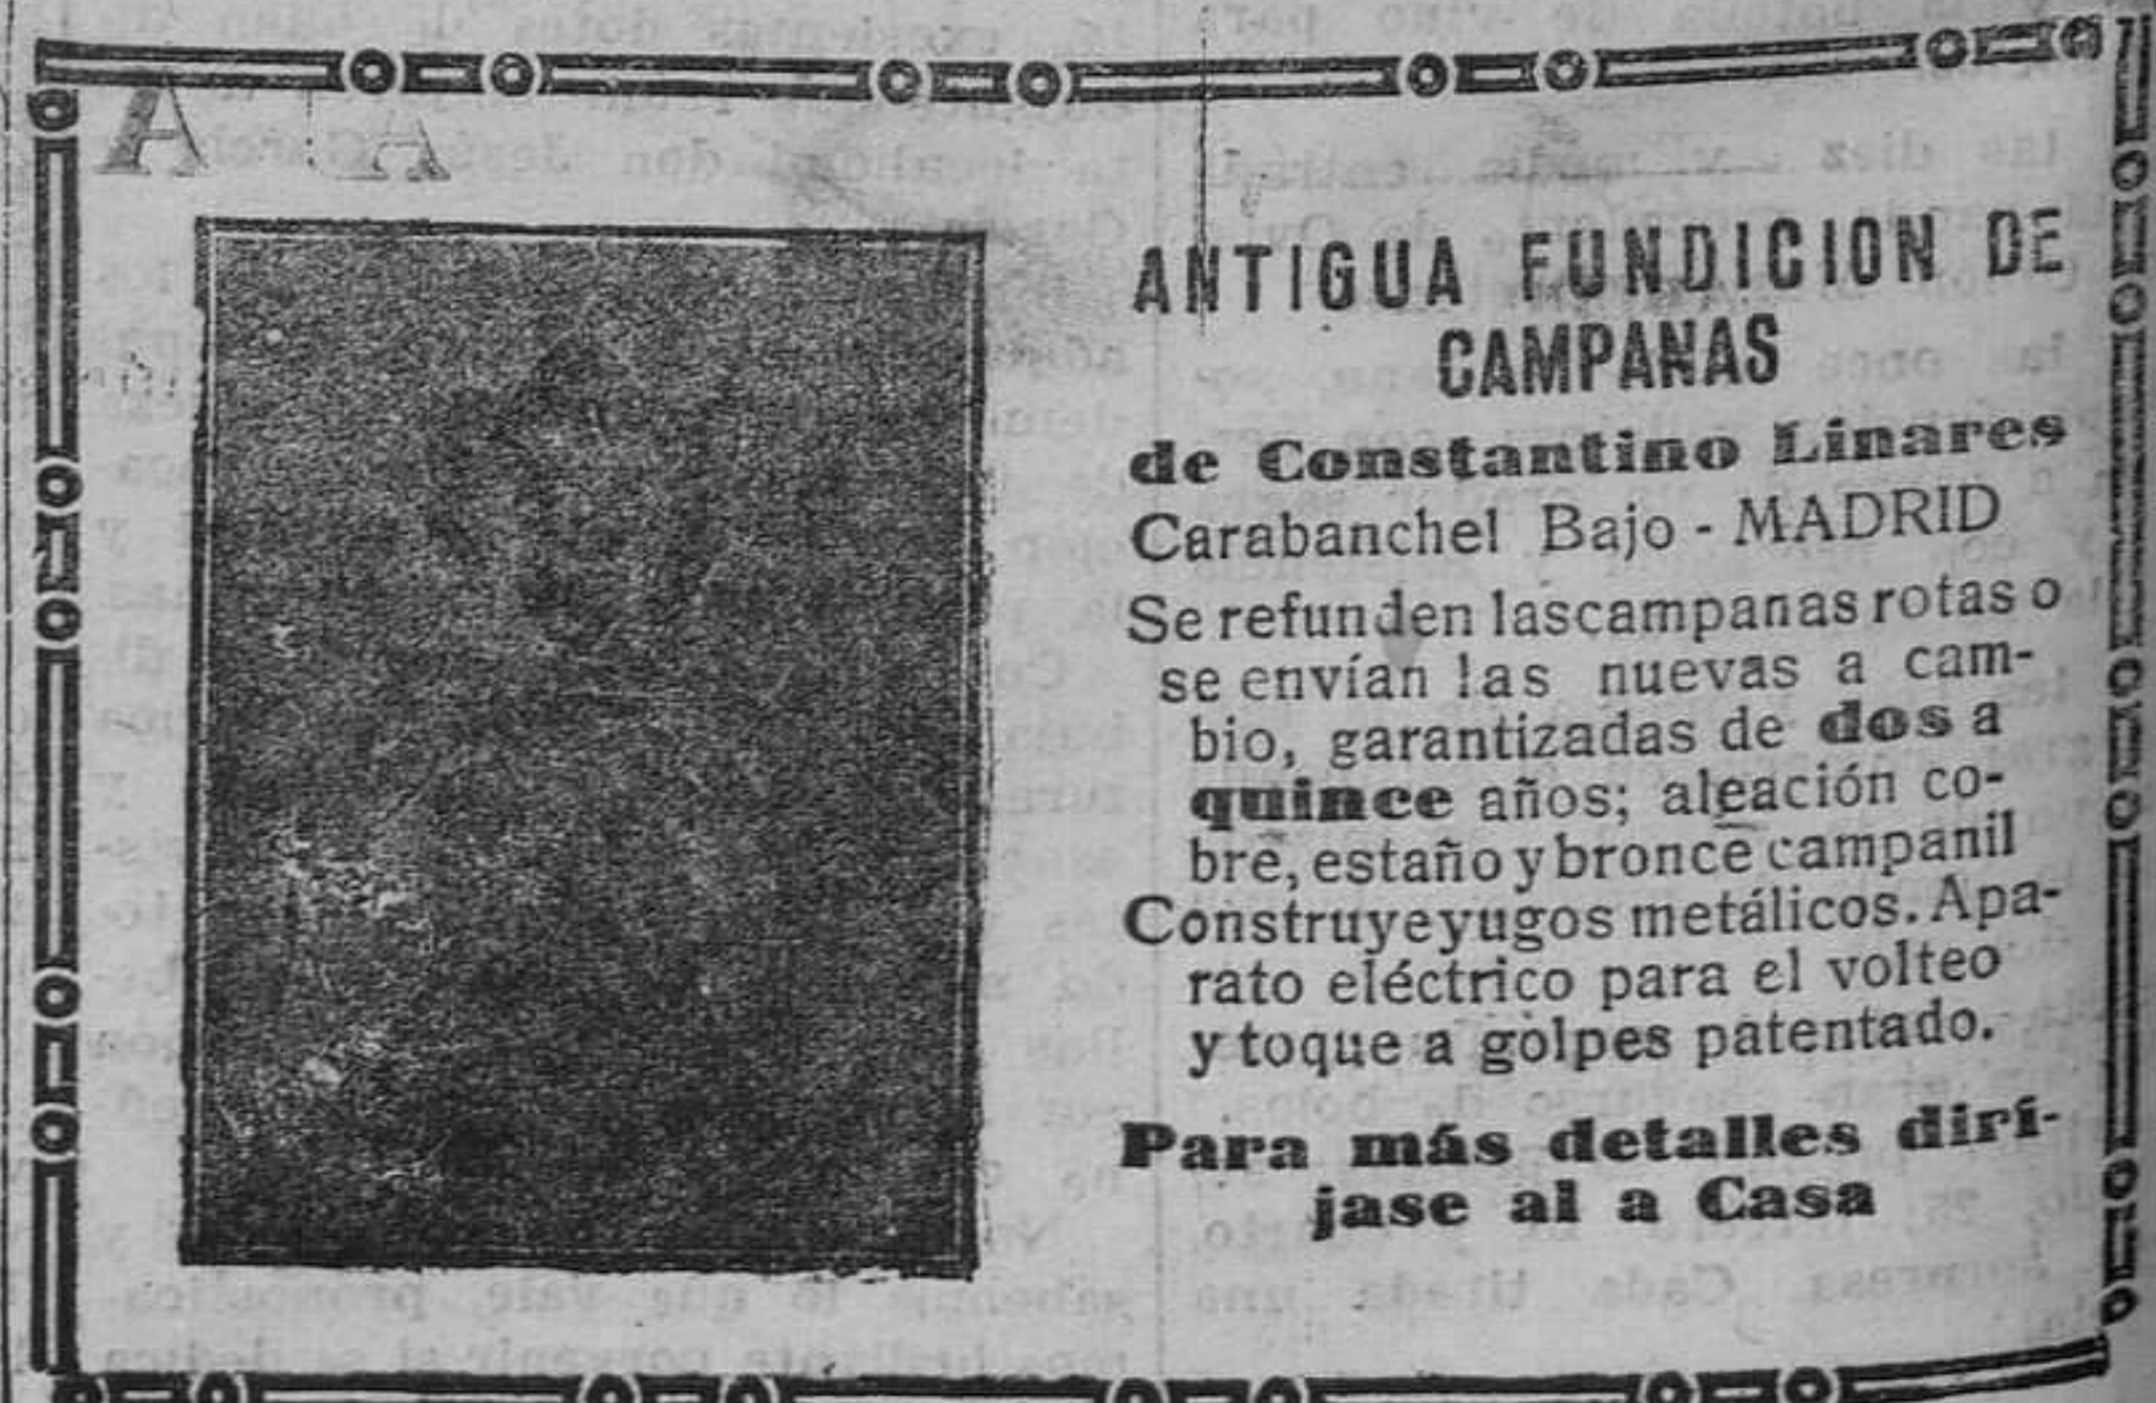 ANTIGUA FUNDICION DE
CAMPANAS
de Constantino Linares
Carabanchel Bajo - MADRID
Se refunden lascampanas rotas o
se envían las nuevas a cam-
bio, garantizadas de dos a
quince años; aleación co-
bre, estaño y bronce campanil
Construye yugos metálicos. Apa-
rato eléctrico para el volteo
y toque a golpes patentado.
Para más detalles dirí-
jase al a Casa